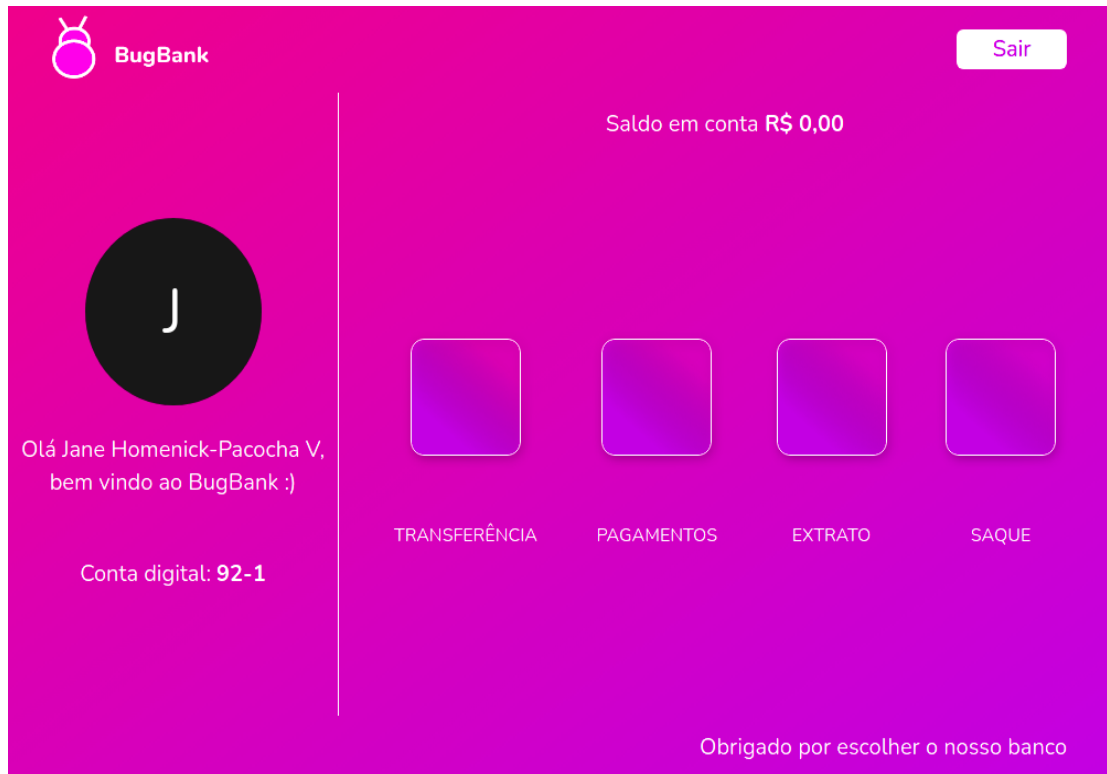 BugBank
Sair
Saldo em conta R$ 0,00
J
Olá Jane Homenick-Pacocha V,
bem vindo ao BugBank :)
Conta digital: 92-1
TRANSFERÊNCIA
PAGAMENTOS
EXTRATO
SAQUE
Obrigado por escolher o nosso banco